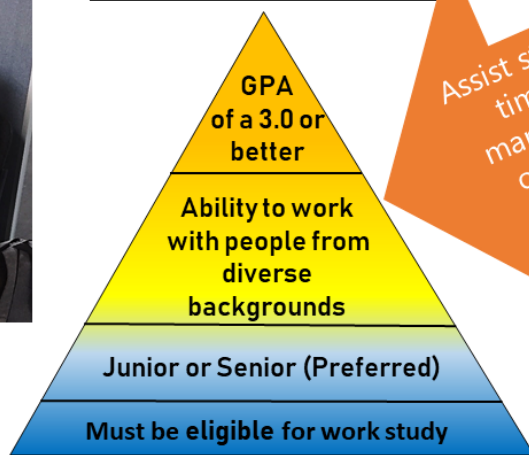 GPA
of a 3.0 or
better
Ability to work
with people from
diverse
backgrounds
Junior or Senior (Preferred)
Must be eligible for work study
Assist